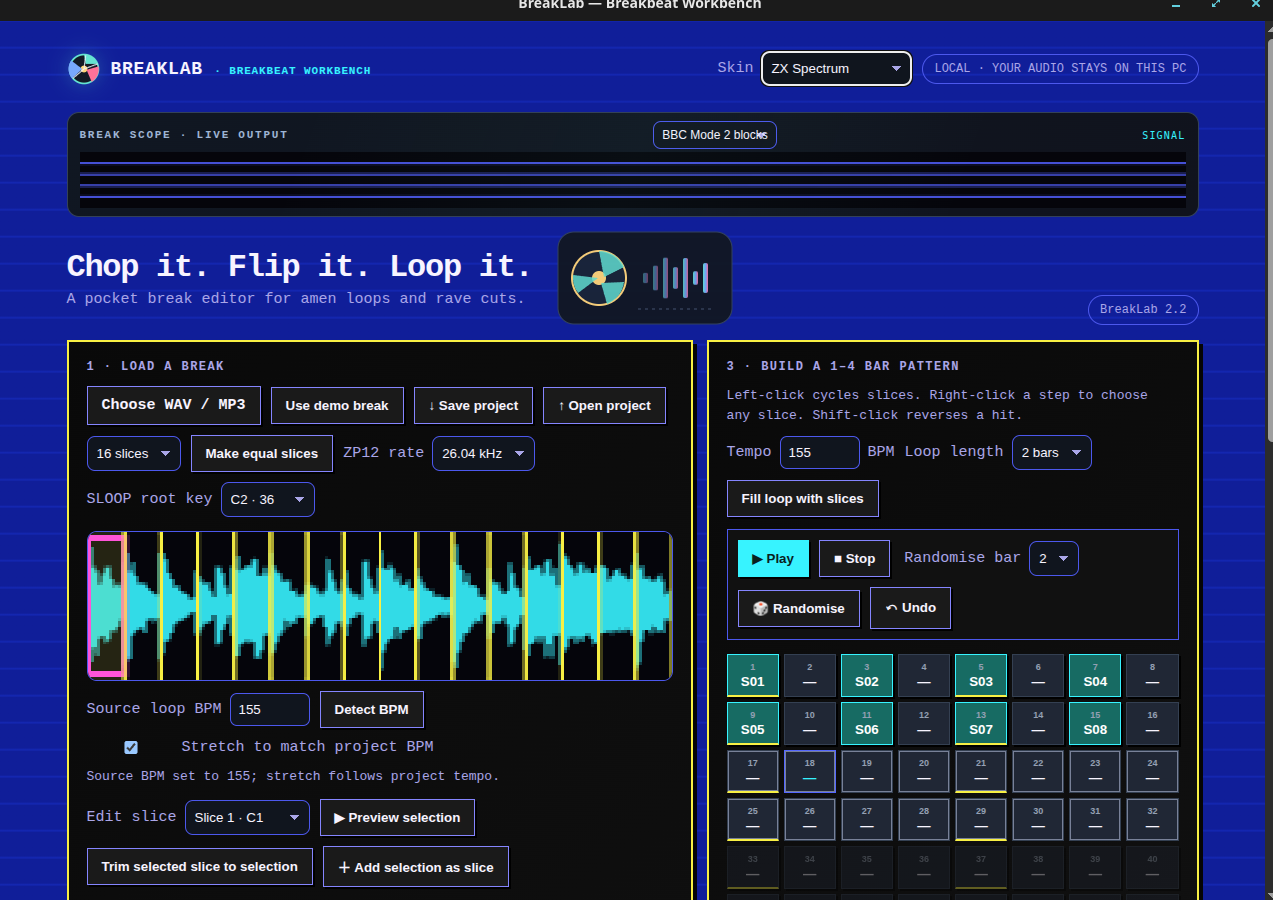 BreakLab — Breakbeat Workbench
BREAKLAB · BREAKBEAT WORKBENCH
Skin ZX Spectrum
LOCAL · YOUR AUDIO STAYS ON THIS PC
BREAK SCOPE · LIVE OUTPUT
BBC Mode 2 blocks
SIGNAL
Chop it. Flip it. Loop it.
A pocket break editor for amen loops and rave cuts.
BreakLab 2.2
1 · LOAD A BREAK
Choose WAV / MP3 Use demo break ↓ Save project ↑ Open project
16 slices Make equal slices ZP12 rate 26.04 kHz
SLOOP root key C2 · 36
Source loop BPM 155 Detect BPM
Stretch to match project BPM
Source BPM set to 155; stretch follows project tempo.
Edit slice Slice 1 · C1 ▶ Preview selection
Trim selected slice to selection ＋ Add selection as slice
3 · BUILD A 1–4 BAR PATTERN
Left-click cycles slices. Right-click a step to choose
any slice. Shift-click reverses a hit.
Tempo 155 BPM Loop length 2 bars
Fill loop with slices
▶ Play ■ Stop Randomise bar 2
🎲 Randomise ↶ Undo
1 2 3 4 5 6 7 8
S01 — S02 — S03 — S04 —
9 10 11 12 13 14 15 16
S05 — S06 — S07 — S08 —
17 18 19 20 21 22 23 24
— — — — — — — —
25 26 27 28 29 30 31 32
— — — — — — — —
33 34 35 36 37 38 39 40
— — — — — — — —